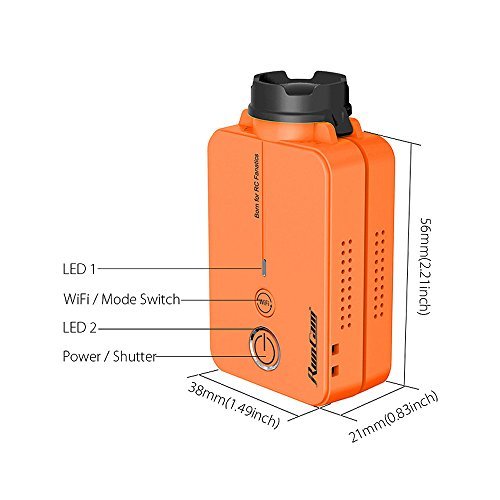 Born for RC Fanatics
LED 1
WiFi / Mode Switch
WiFi
LED 2
Power / Shutter
RunCam
56mm(2.21inch)
38mm(1.49inch)
21mm(0.83inch)